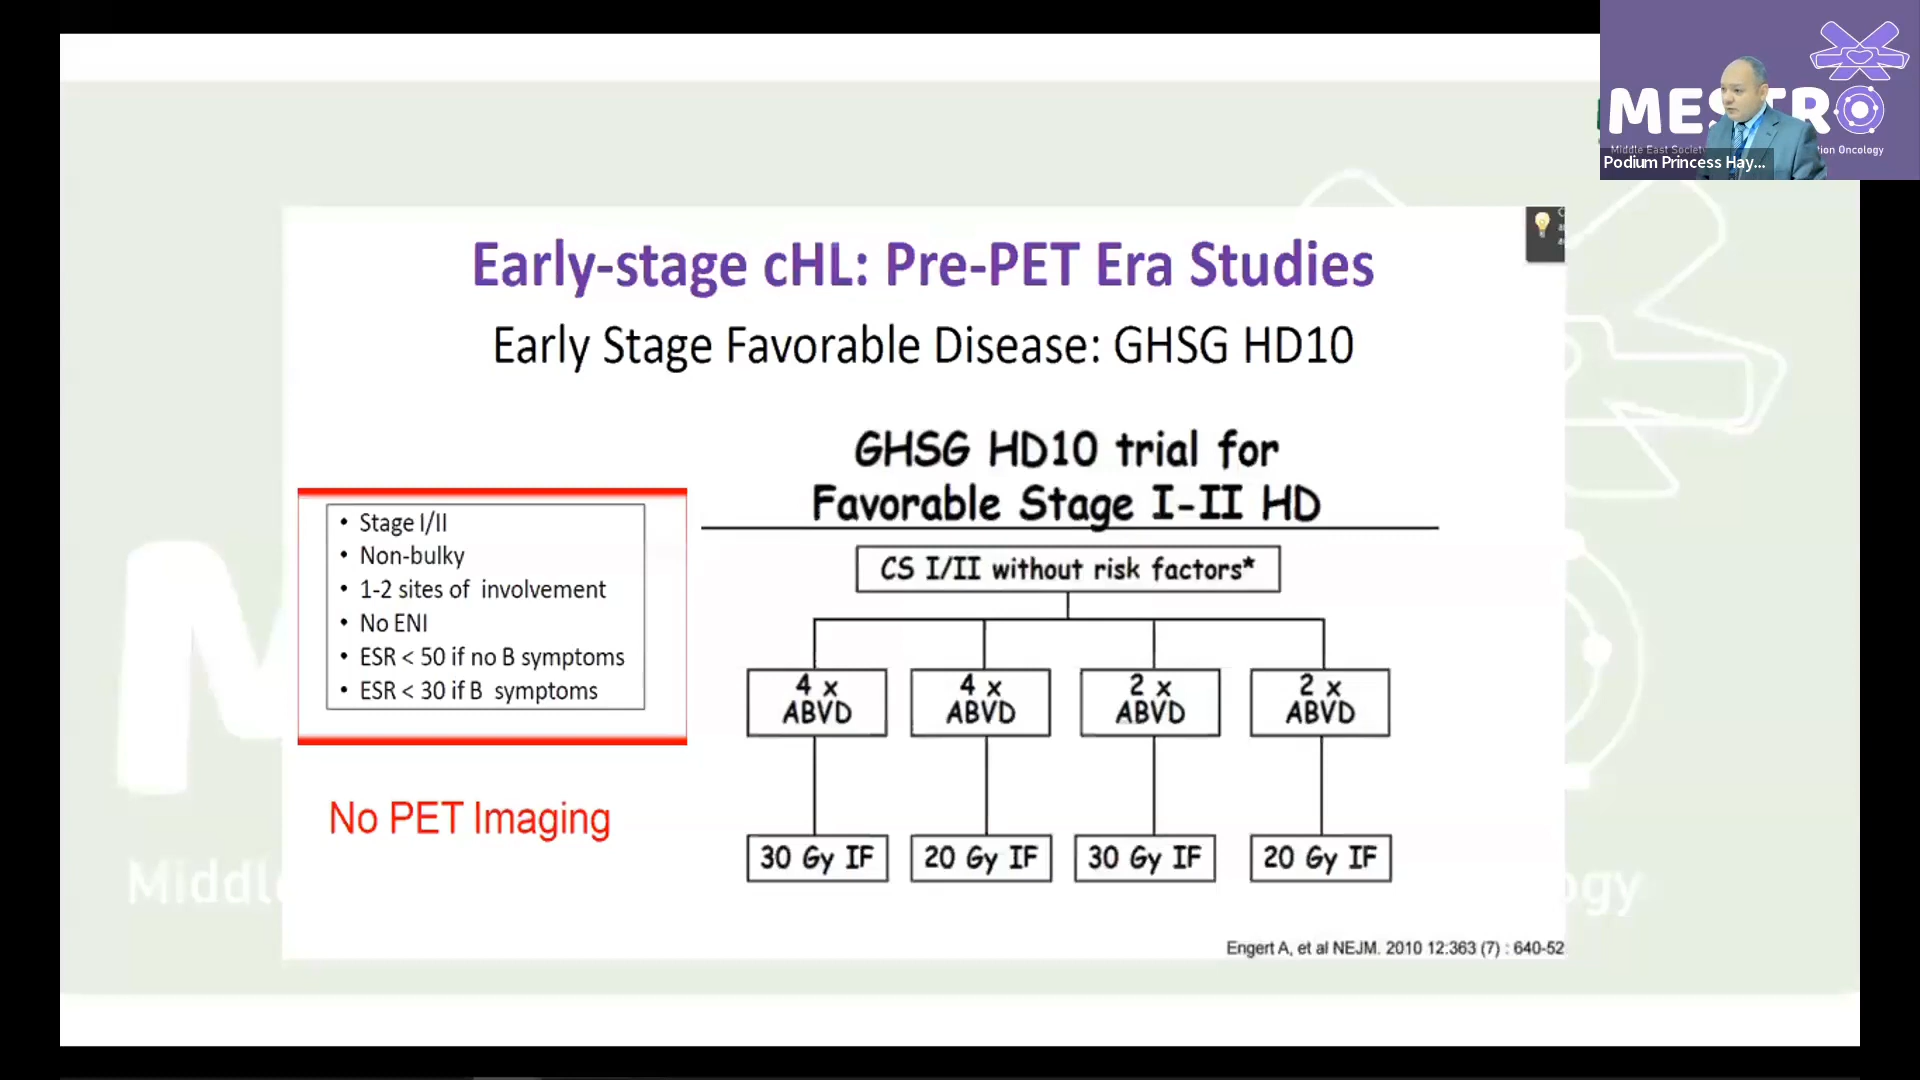 Early-stage cHL: Pre-PET Era Studies
Early Stage Favorable Disease: GHSG HD10
GHSG HD10 trial for
Favorable Stage I-II HD
• Stage I/II
• Non-bulky
• 1-2 sites of involvement
• No ENI
• ESR < 50 if no B symptoms
• ESR < 30 if B symptoms
No PET Imaging
CS I/II without risk factors*
4 x ABVD
4 x ABVD
2 x ABVD
2 x ABVD
30 Gy IF
20 Gy IF
30 Gy IF
20 Gy IF
Engert A, et al NEJM. 2010 12:363 (7) : 640-52
MESTRO
Middle East Society
ion Oncology
Podium Princess Hay...
M
Middle
ogy